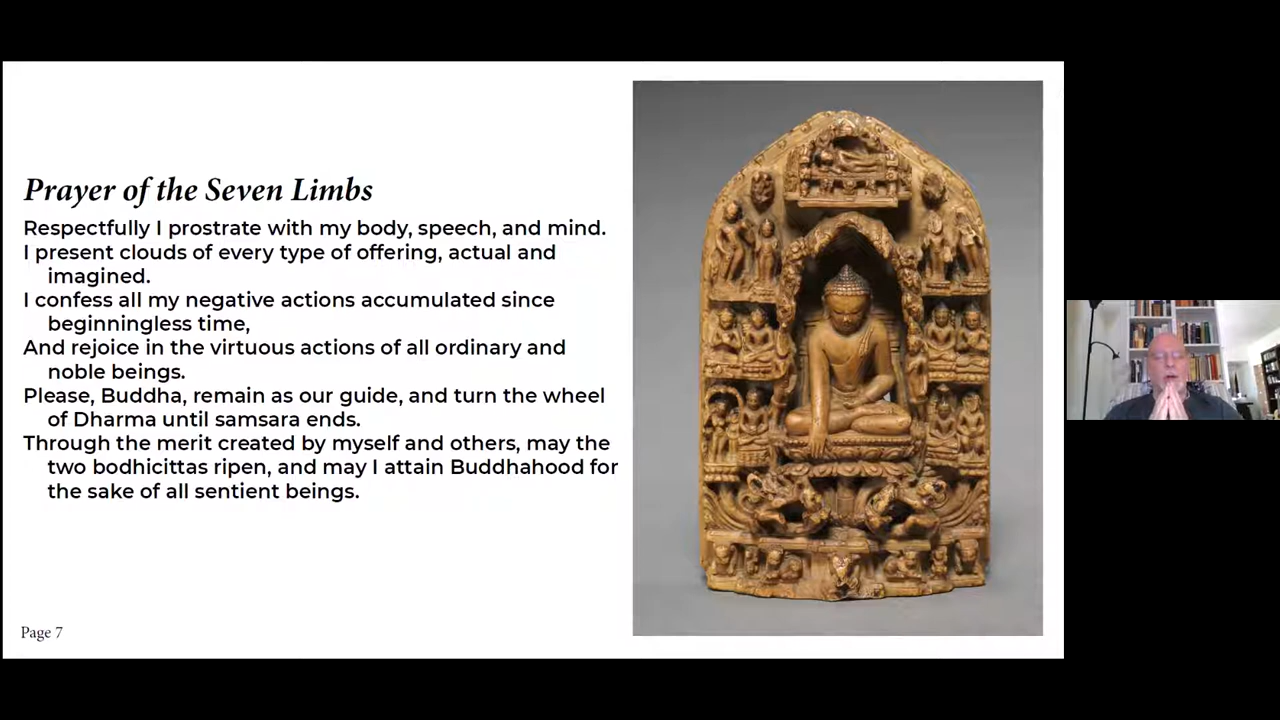 Prayer of the Seven Limbs
Respectfully I prostrate with my body, speech, and mind.
I present clouds of every type of offering, actual and
imagined.
I confess all my negative actions accumulated since
beginningless time,
And rejoice in the virtuous actions of all ordinary and
noble beings.
Please, Buddha, remain as our guide, and turn the wheel
of Dharma until samsara ends.
Through the merit created by myself and others, may the
two bodhicittas ripen, and may I attain Buddhahood for
the sake of all sentient beings.
Page 7